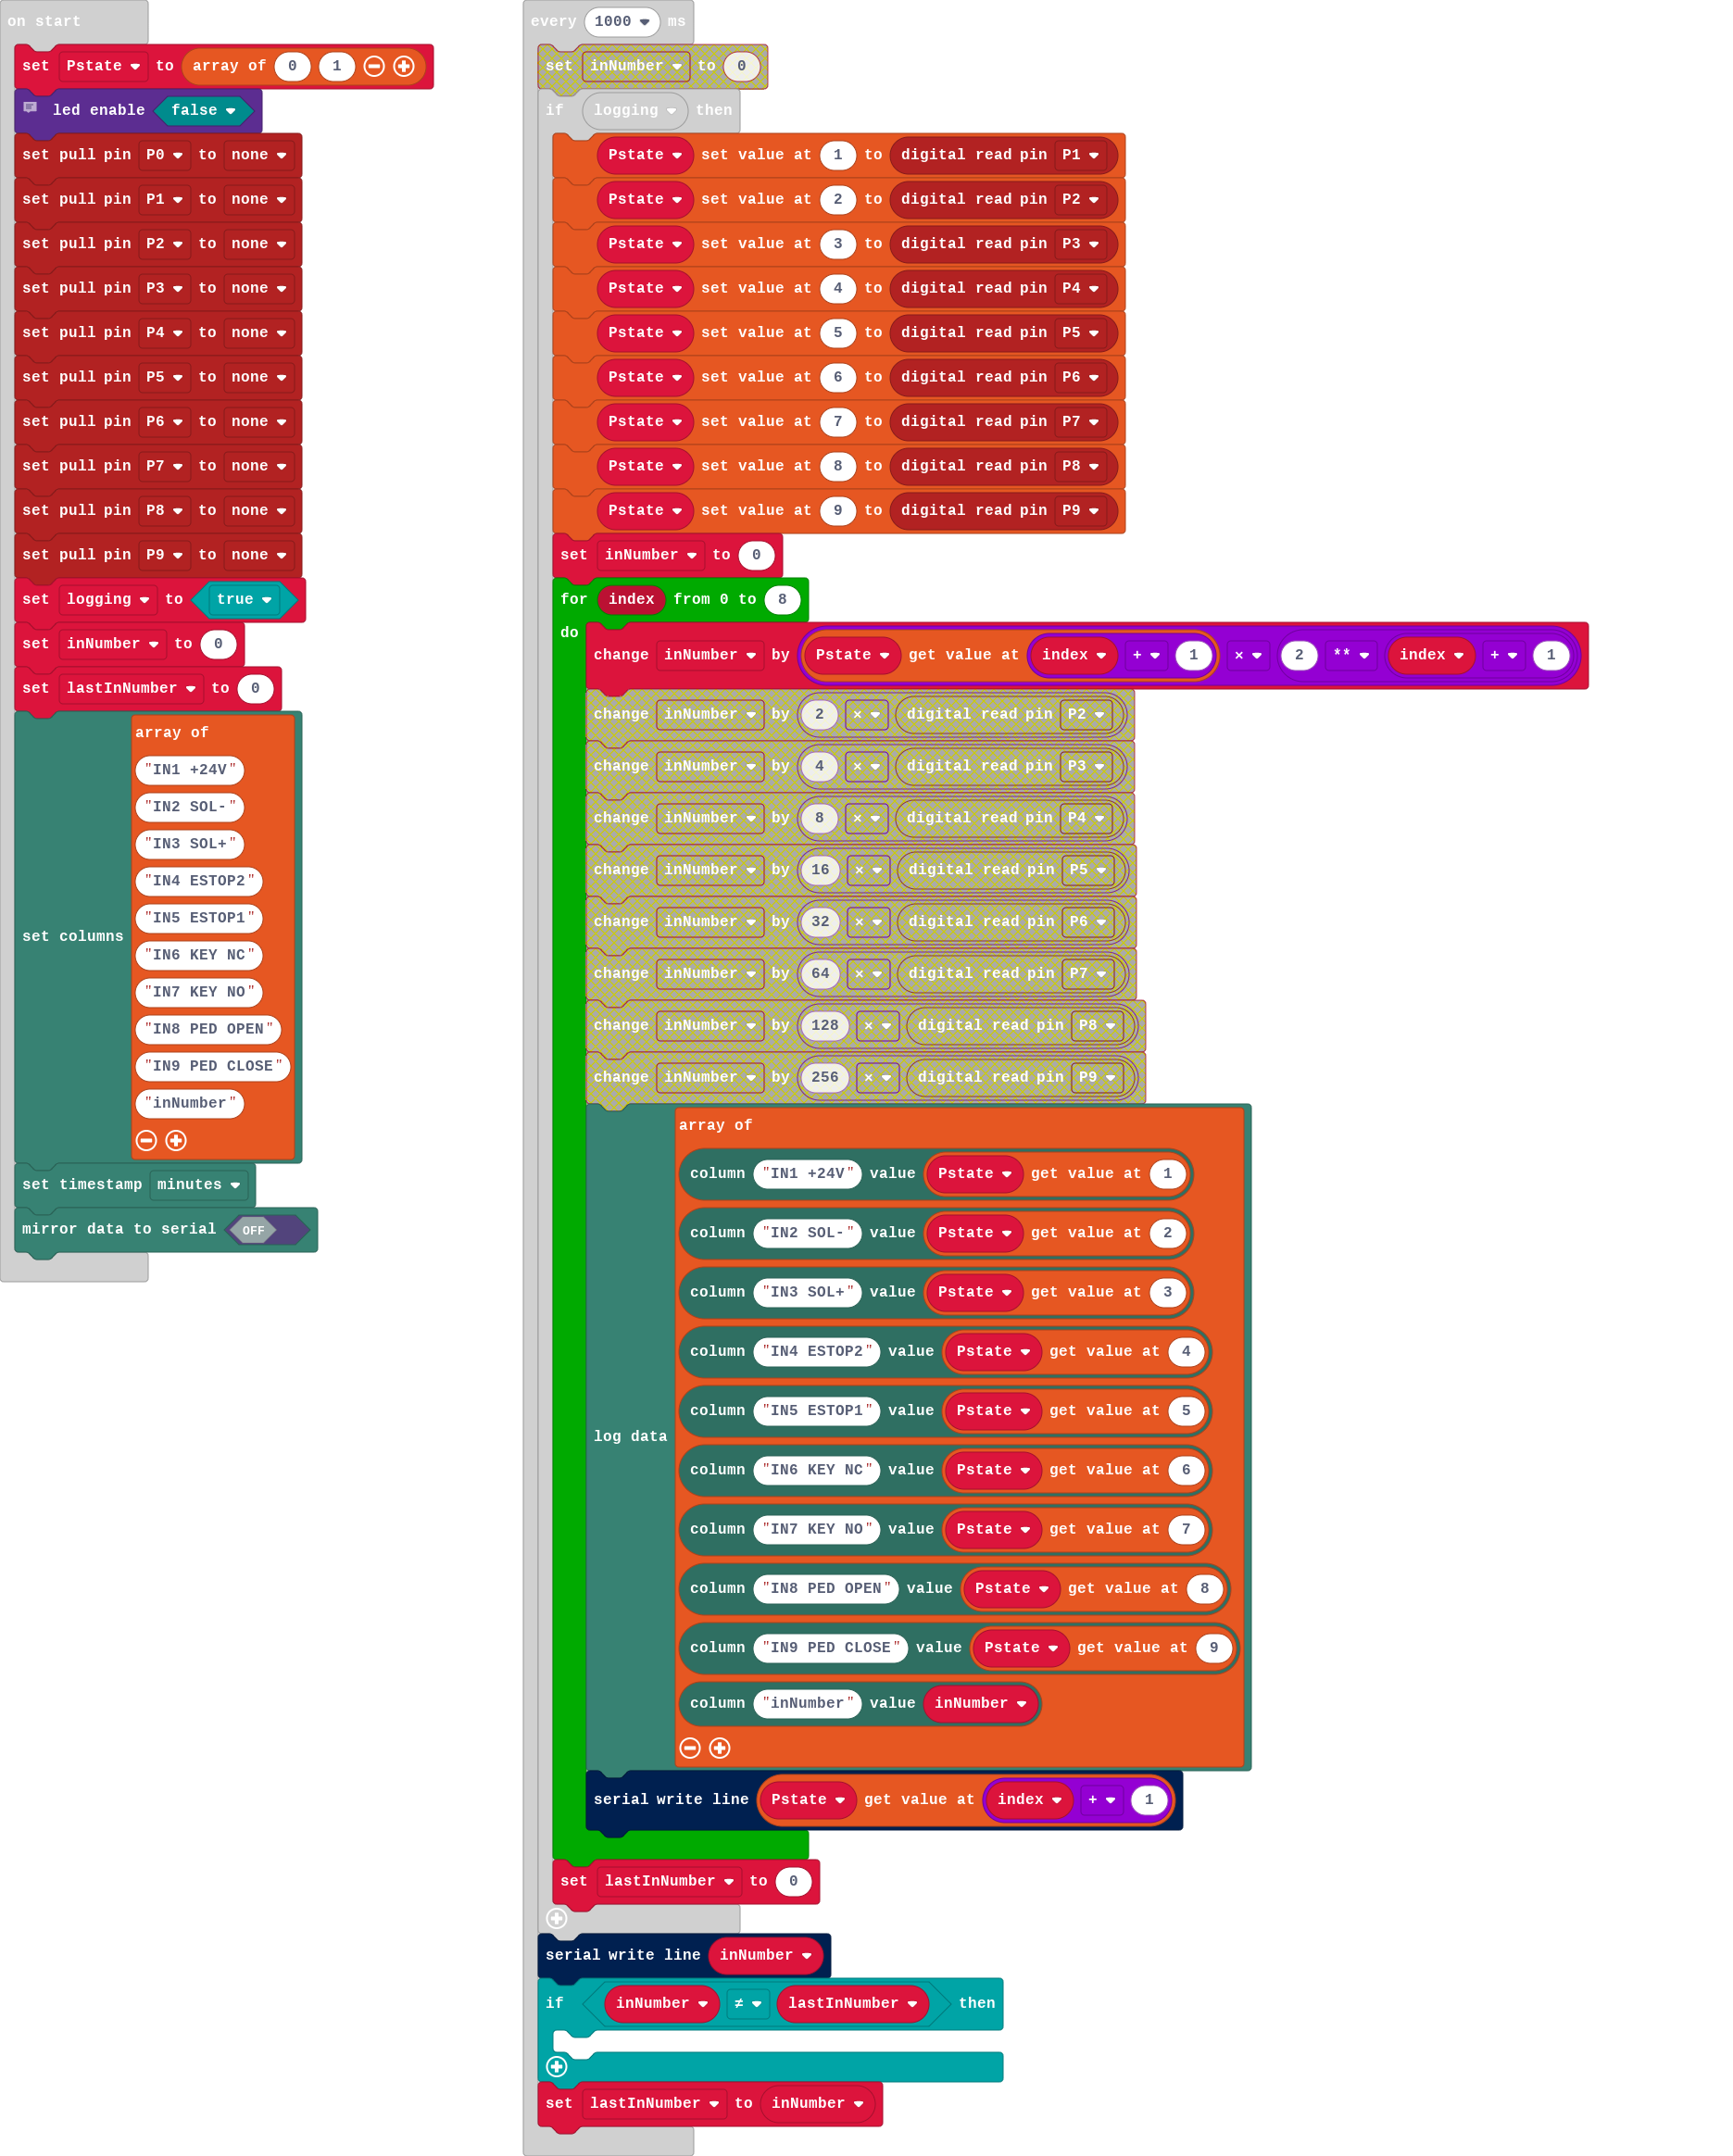 on start
set Pstate to array of 0 1
led enable false
set pull pin P0 to none
set pull pin P1 to none
set pull pin P2 to none
set pull pin P3 to none
set pull pin P4 to none
set pull pin P5 to none
set pull pin P6 to none
set pull pin P7 to none
set pull pin P8 to none
set pull pin P9 to none
set logging to true
set inNumber to 0
set lastInNumber to 0
set columns
array of
"IN1 +24V"
"IN2 SOL-"
"IN3 SOL+"
"IN4 ESTOP2"
"IN5 ESTOP1"
"IN6 KEY NC"
"IN7 KEY NO"
"IN8 PED OPEN"
"IN9 PED CLOSE"
"inNumber"
set timestamp minutes
mirror data to serial OFF
every 1000 ms
set inNumber to 0
if logging then
Pstate set value at 1 to digital read pin P1
Pstate set value at 2 to digital read pin P2
Pstate set value at 3 to digital read pin P3
Pstate set value at 4 to digital read pin P4
Pstate set value at 5 to digital read pin P5
Pstate set value at 6 to digital read pin P6
Pstate set value at 7 to digital read pin P7
Pstate set value at 8 to digital read pin P8
Pstate set value at 9 to digital read pin P9
set inNumber to 0
for index from 0 to 8
do
change inNumber by Pstate get value at index + 1 × 2 ** index + 1
change inNumber by 2 × digital read pin P2
change inNumber by 4 × digital read pin P3
change inNumber by 8 × digital read pin P4
change inNumber by 16 × digital read pin P5
change inNumber by 32 × digital read pin P6
change inNumber by 64 × digital read pin P7
change inNumber by 128 × digital read pin P8
change inNumber by 256 × digital read pin P9
log data
array of
column "IN1 +24V" value Pstate get value at 1
column "IN2 SOL-" value Pstate get value at 2
column "IN3 SOL+" value Pstate get value at 3
column "IN4 ESTOP2" value Pstate get value at 4
column "IN5 ESTOP1" value Pstate get value at 5
column "IN6 KEY NC" value Pstate get value at 6
column "IN7 KEY NO" value Pstate get value at 7
column "IN8 PED OPEN" value Pstate get value at 8
column "IN9 PED CLOSE" value Pstate get value at 9
column "inNumber" value inNumber
serial write line Pstate get value at index + 1
set lastInNumber to 0
serial write line inNumber
if inNumber ≠ lastInNumber then
set lastInNumber to inNumber